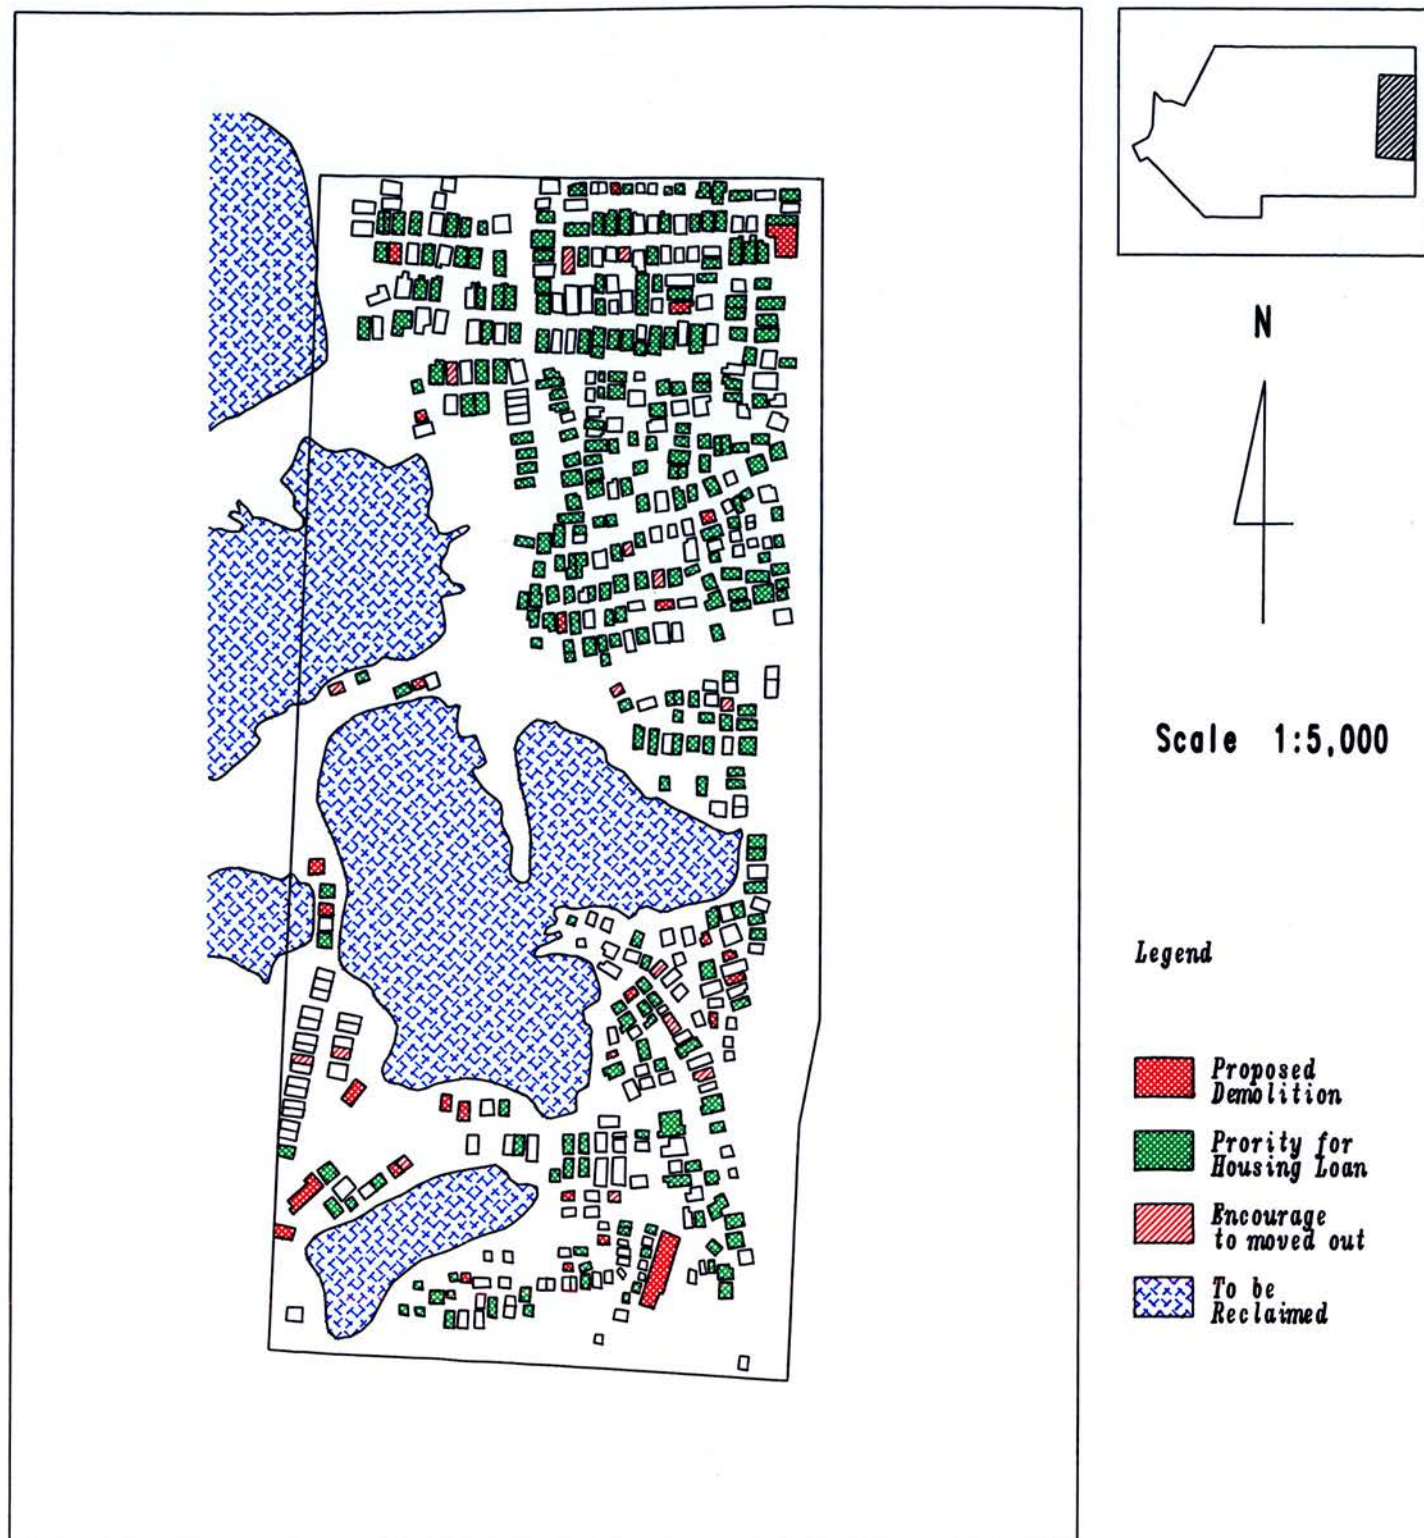 N
Scale 1:5,000
Legend
Proposed
Demolition
Prority for
Housing Loan
Encourage
to moved out
To be
Reclaimed